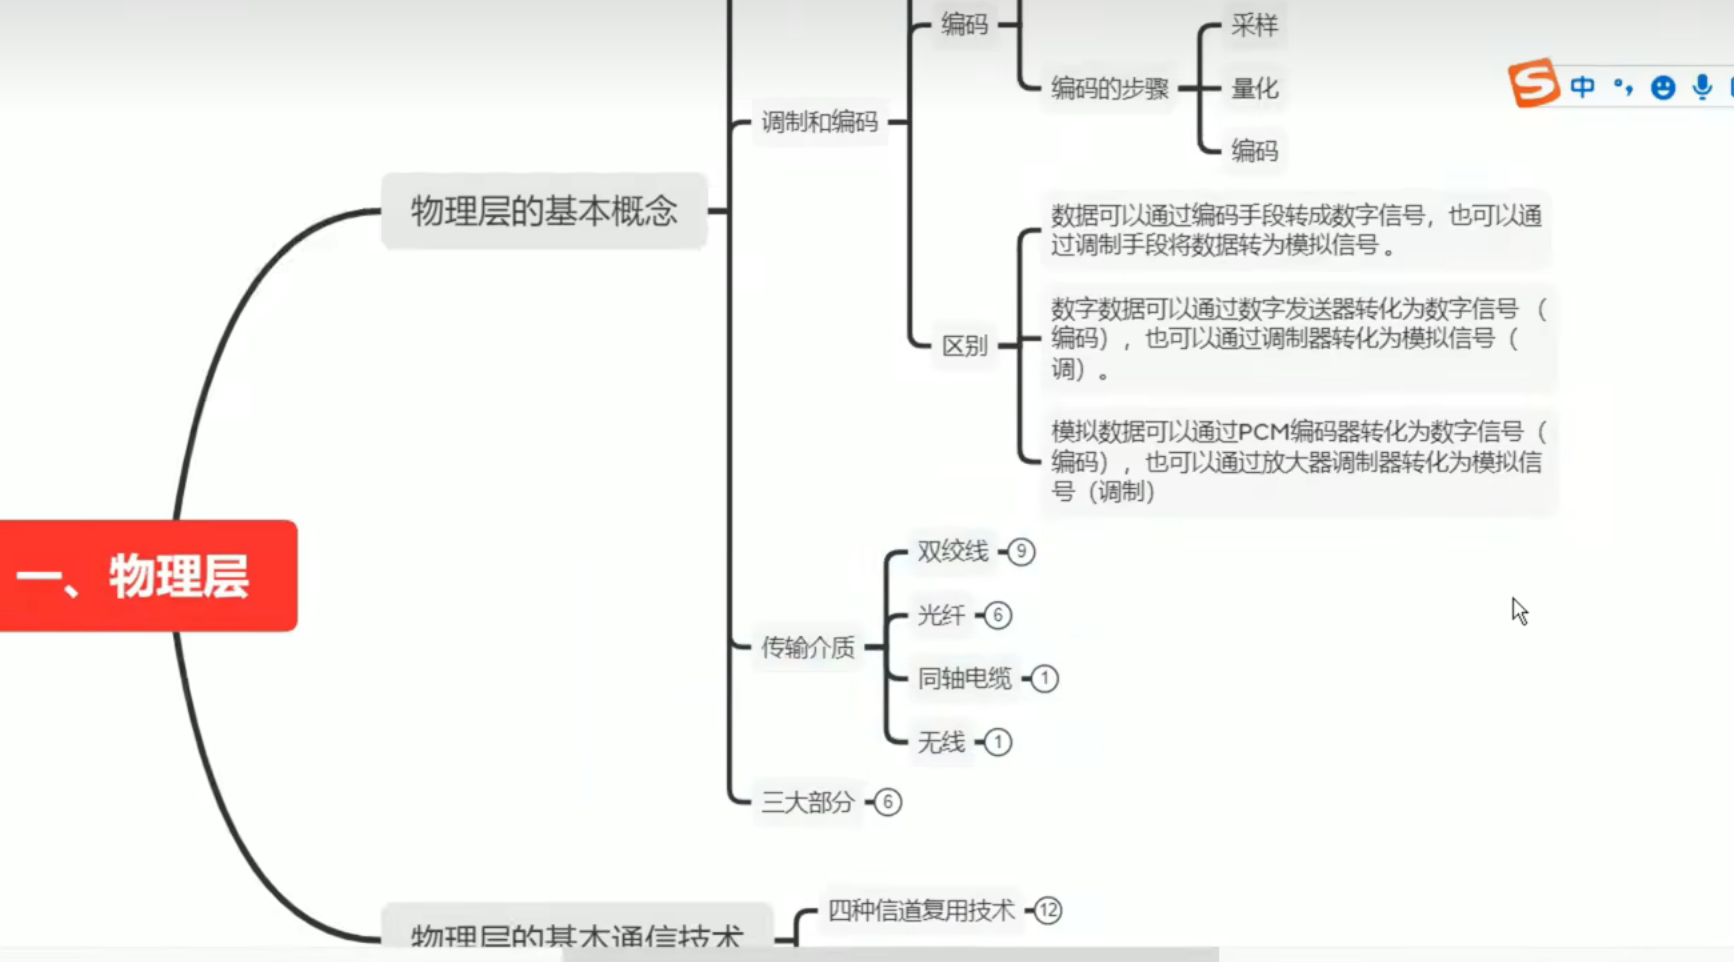 编码
采样
编码的步骤
量化
编码
调制和编码
物理层的基本概念
数据可以通过编码手段转成数字信号，也可以通
过调制手段将数据转为模拟信号。
数字数据可以通过数字发送器转化为数字信号（
编码），也可以通过调制器转化为模拟信号（
调）。
区别
模拟数据可以通过PCM编码器转化为数字信号（
编码），也可以通过放大器调制器转化为模拟信
号（调制）
一、物理层
双绞线 9
光纤 6
传输介质
同轴电缆 1
无线 1
三大部分 6
四种信道复用技术 12
物理层的基本通信技术
S 中 °，